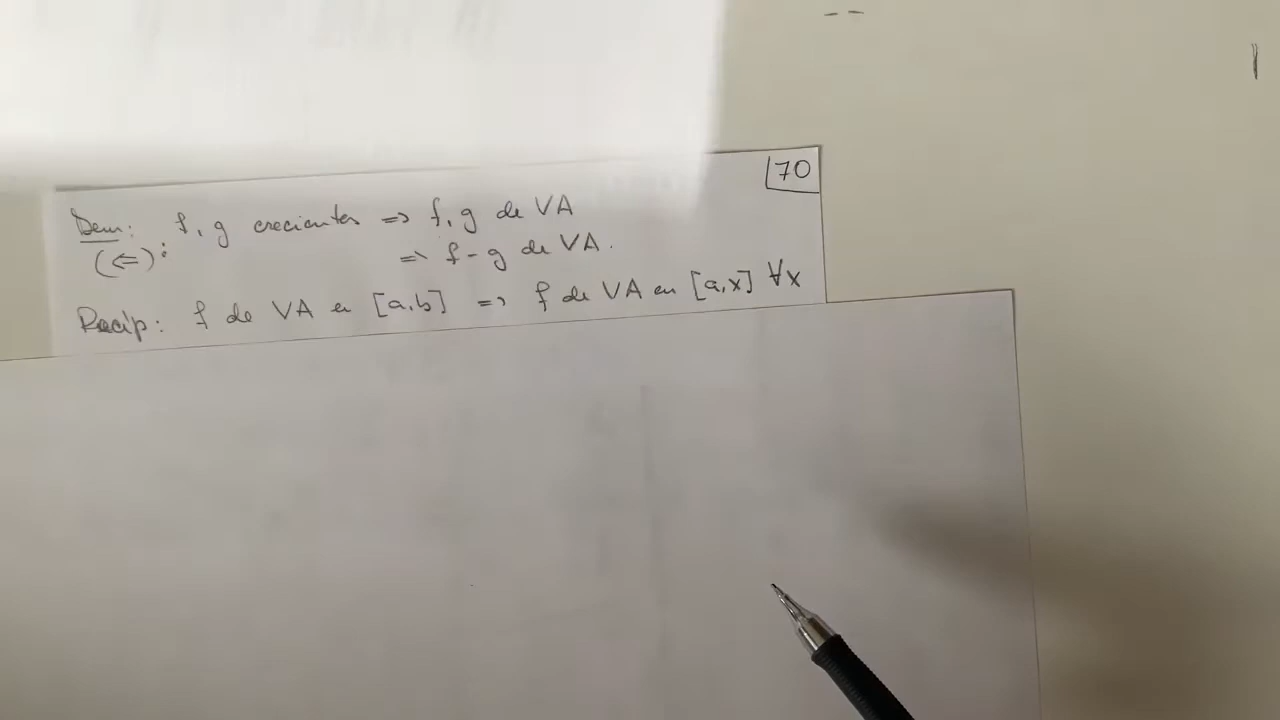 70
Dem: f, g crecientes => f, g de VA
(<=): => f - g de VA.
Recip: f de VA en [a,b] => f de VA en [a,x] ∀x